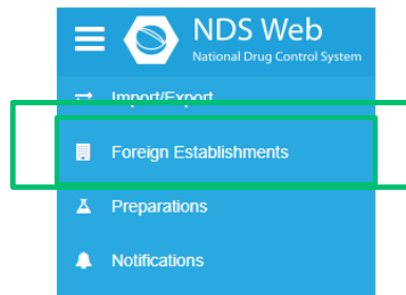 NDS Web
National Drug Control System
Import/Export
Foreign Establishments
Preparations
Notifications